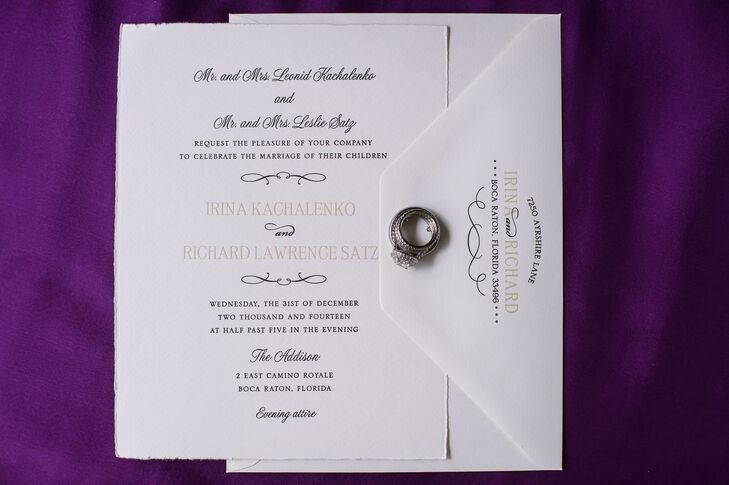 Mr. and Mrs. Leonid Kachalenko
and
Mr. and Mrs. Leslie Satz
REQUEST THE PLEASURE OF YOUR COMPANY
TO CELEBRATE THE MARRIAGE OF THEIR CHILDREN
IRINA KACHALENKO
and
RICHARD LAWRENCE SATZ
WEDNESDAY, THE 31ST OF DECEMBER
TWO THOUSAND AND FOURTEEN
AT HALF PAST FIVE IN THE EVENING
The Addison
2 EAST CAMINO ROYALE
BOCA RATON, FLORIDA
Evening attire
7250 AYRSHIRE LANE
IRINA and RICHARD
• • • BOCA RATON, FLORIDA 33496 • • •